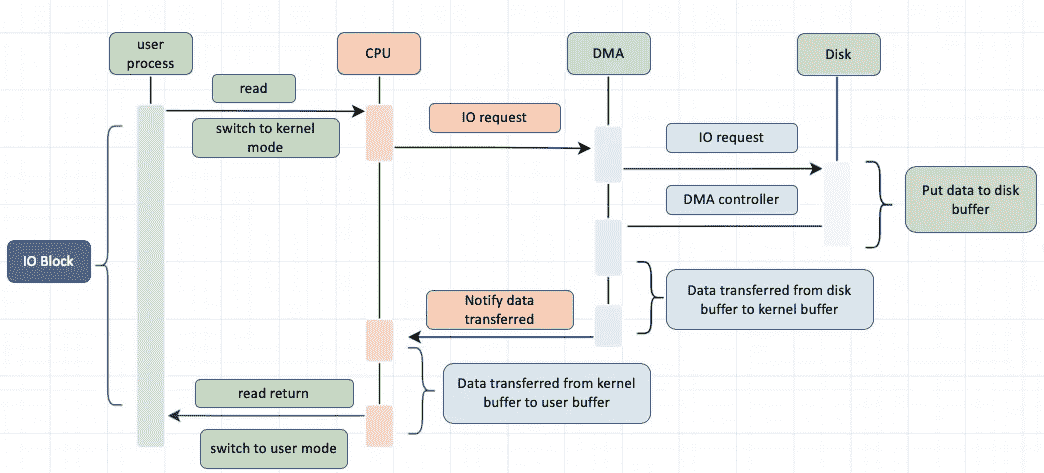 user
process
CPU
DMA
Disk
read
switch to kernel
mode
IO request
IO request
DMA controller
Put data to disk
buffer
IO Block
Data transferred from disk
buffer to kernel buffer
Notify data
transferred
Data transferred from kernel
buffer to user buffer
read return
switch to user mode